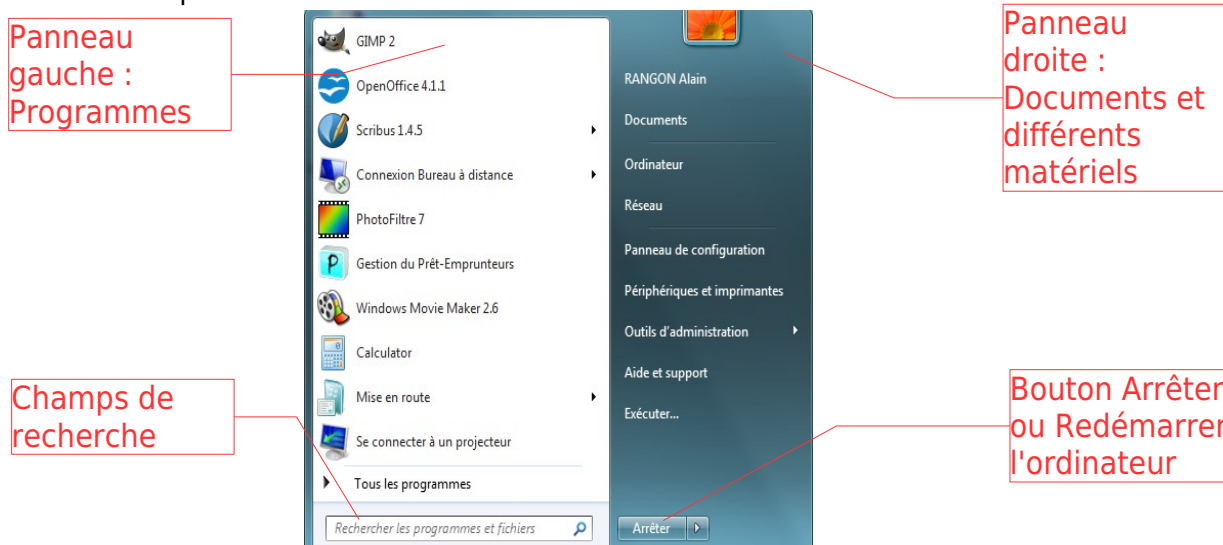 Panneau
gauche :
Programmes
GIMP 2
OpenOffice 4.1.1
Scribus 1.4.5
Connexion Bureau à distance
PhotoFiltre 7
Gestion du Prêt-Emprunteurs
Windows Movie Maker 2.6
Calculator
Mise en route
Se connecter à un projecteur
Tous les programmes
Rechercher les programmes et fichiers
Champs de
recherche
RANGON Alain
Documents
Ordinateur
Réseau
Panneau de configuration
Périphériques et imprimantes
Outils d'administration
Aide et support
Exécuter...
Arrêter
Panneau
droite :
Documents et
différents
matériels
Bouton Arrêter
ou Redémarrer
l'ordinateur